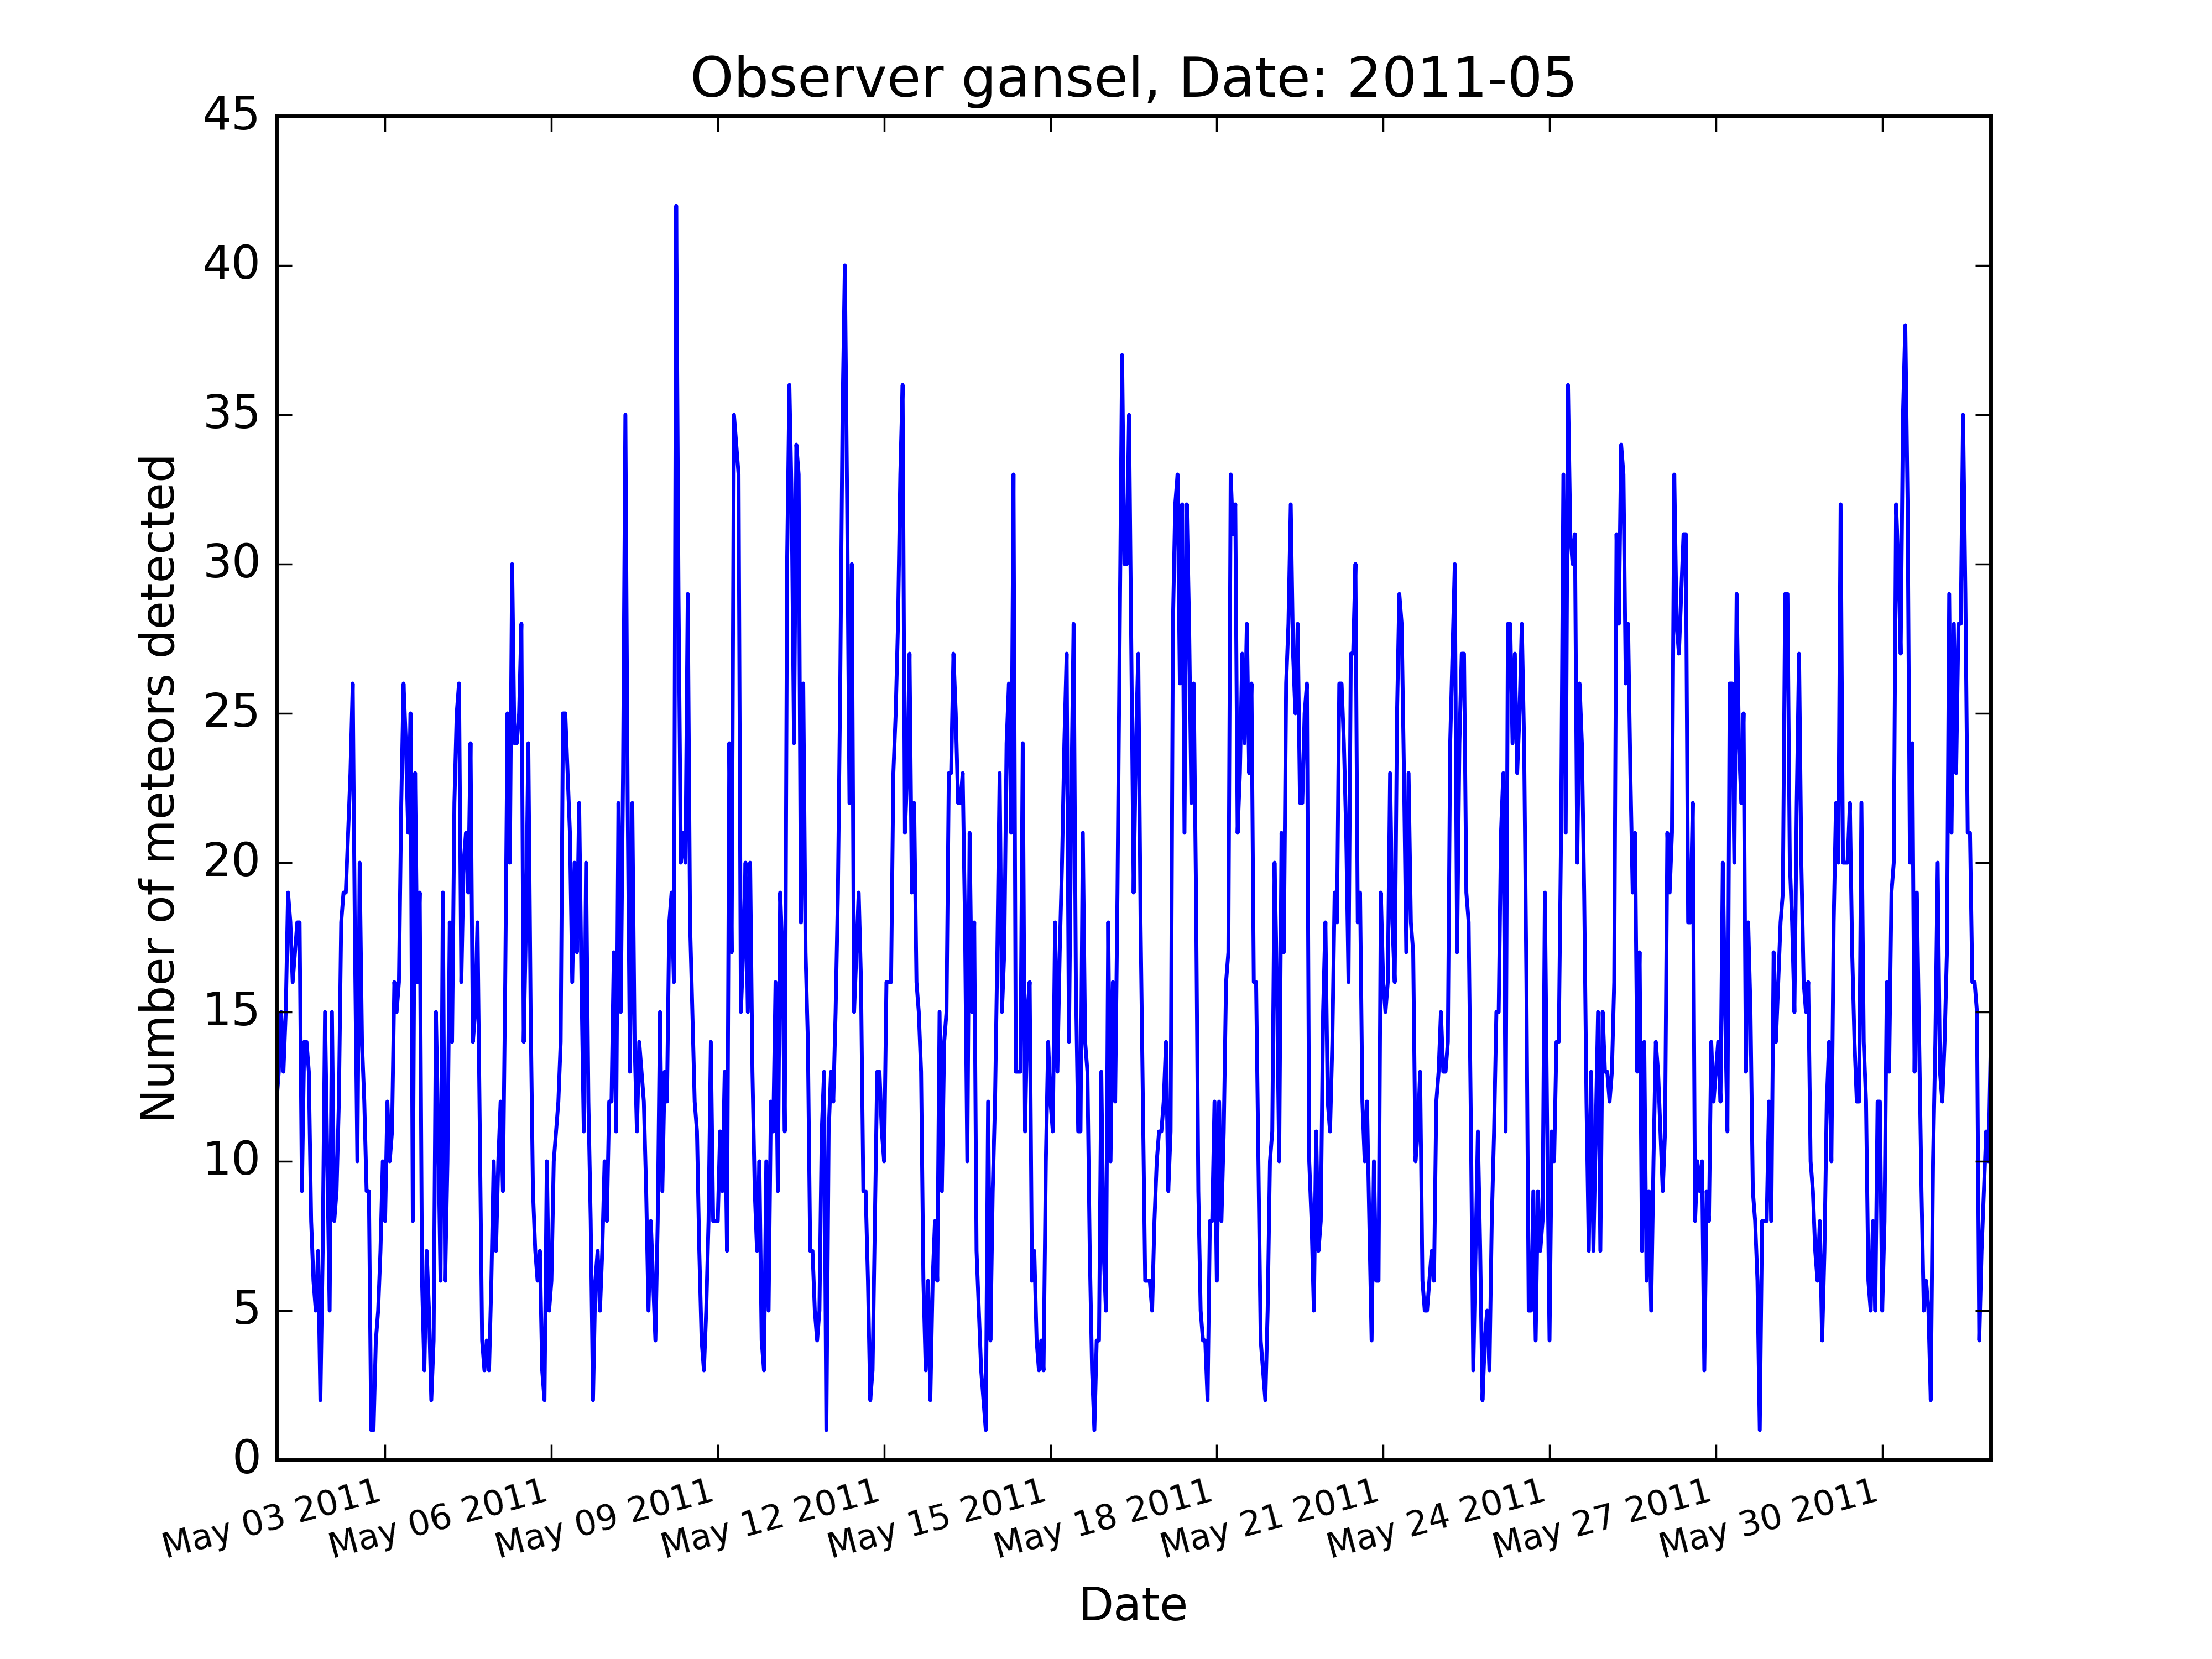 Observer gansel, Date: 2011-05
45
40
35
30
25
20
15
10
5
0
Number of meteors detected
May 03 2011
May 06 2011
May 09 2011
May 12 2011
May 15 2011
May 18 2011
May 21 2011
May 24 2011
May 27 2011
May 30 2011
Date